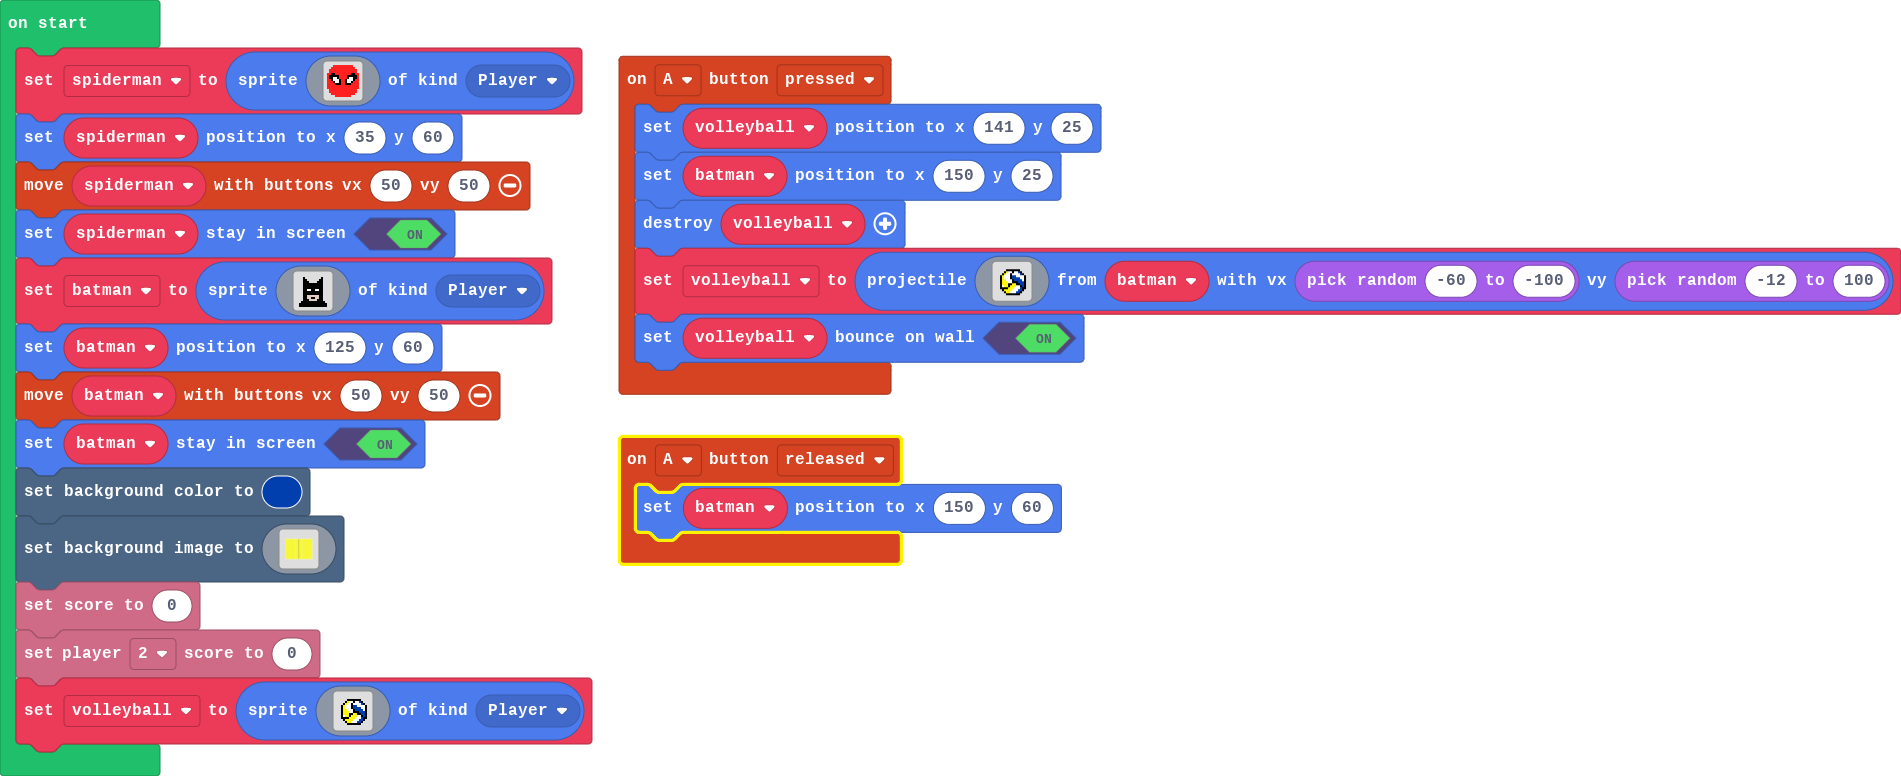 on start
set spiderman to sprite of kind Player
set spiderman position to x 35 y 60
move spiderman with buttons vx 50 vy 50
set spiderman stay in screen ON
set batman to sprite of kind Player
set batman position to x 125 y 60
move batman with buttons vx 50 vy 50
set batman stay in screen ON
set background color to
set background image to
set score to 0
set player 2 score to 0
set volleyball to sprite of kind Player
on A button pressed
set volleyball position to x 141 y 25
set batman position to x 150 y 25
destroy volleyball
set volleyball to projectile from batman with vx pick random -60 to -100 vy pick random -12 to 100
set volleyball bounce on wall ON
on A button released
set batman position to x 150 y 60